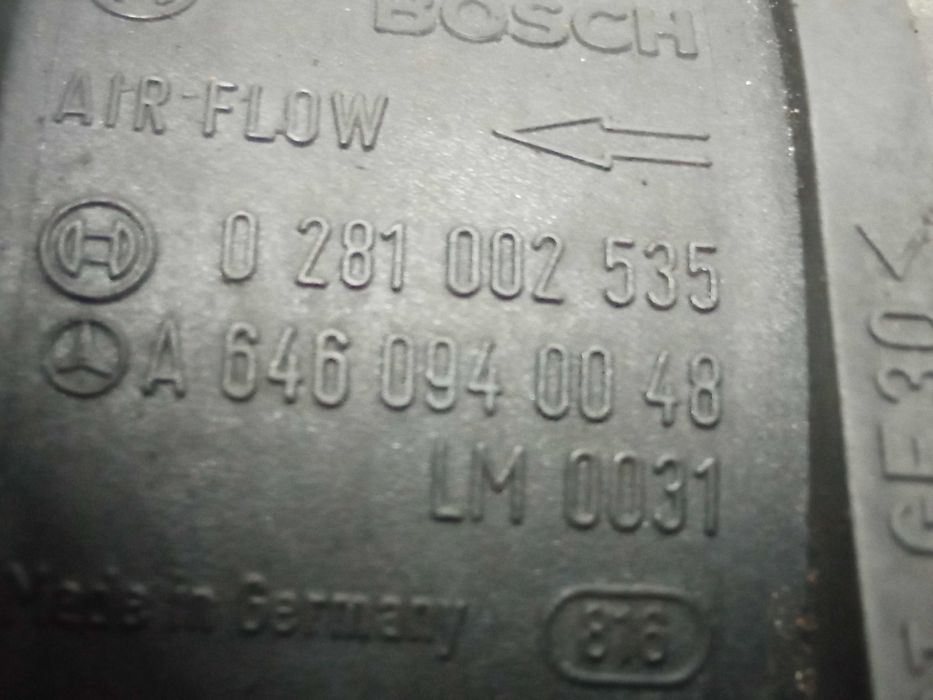 BOSCH
AIR-FLOW
0 281 002 535
A 646 094 00 48
LM 0031
Made in Germany
816
GF30<